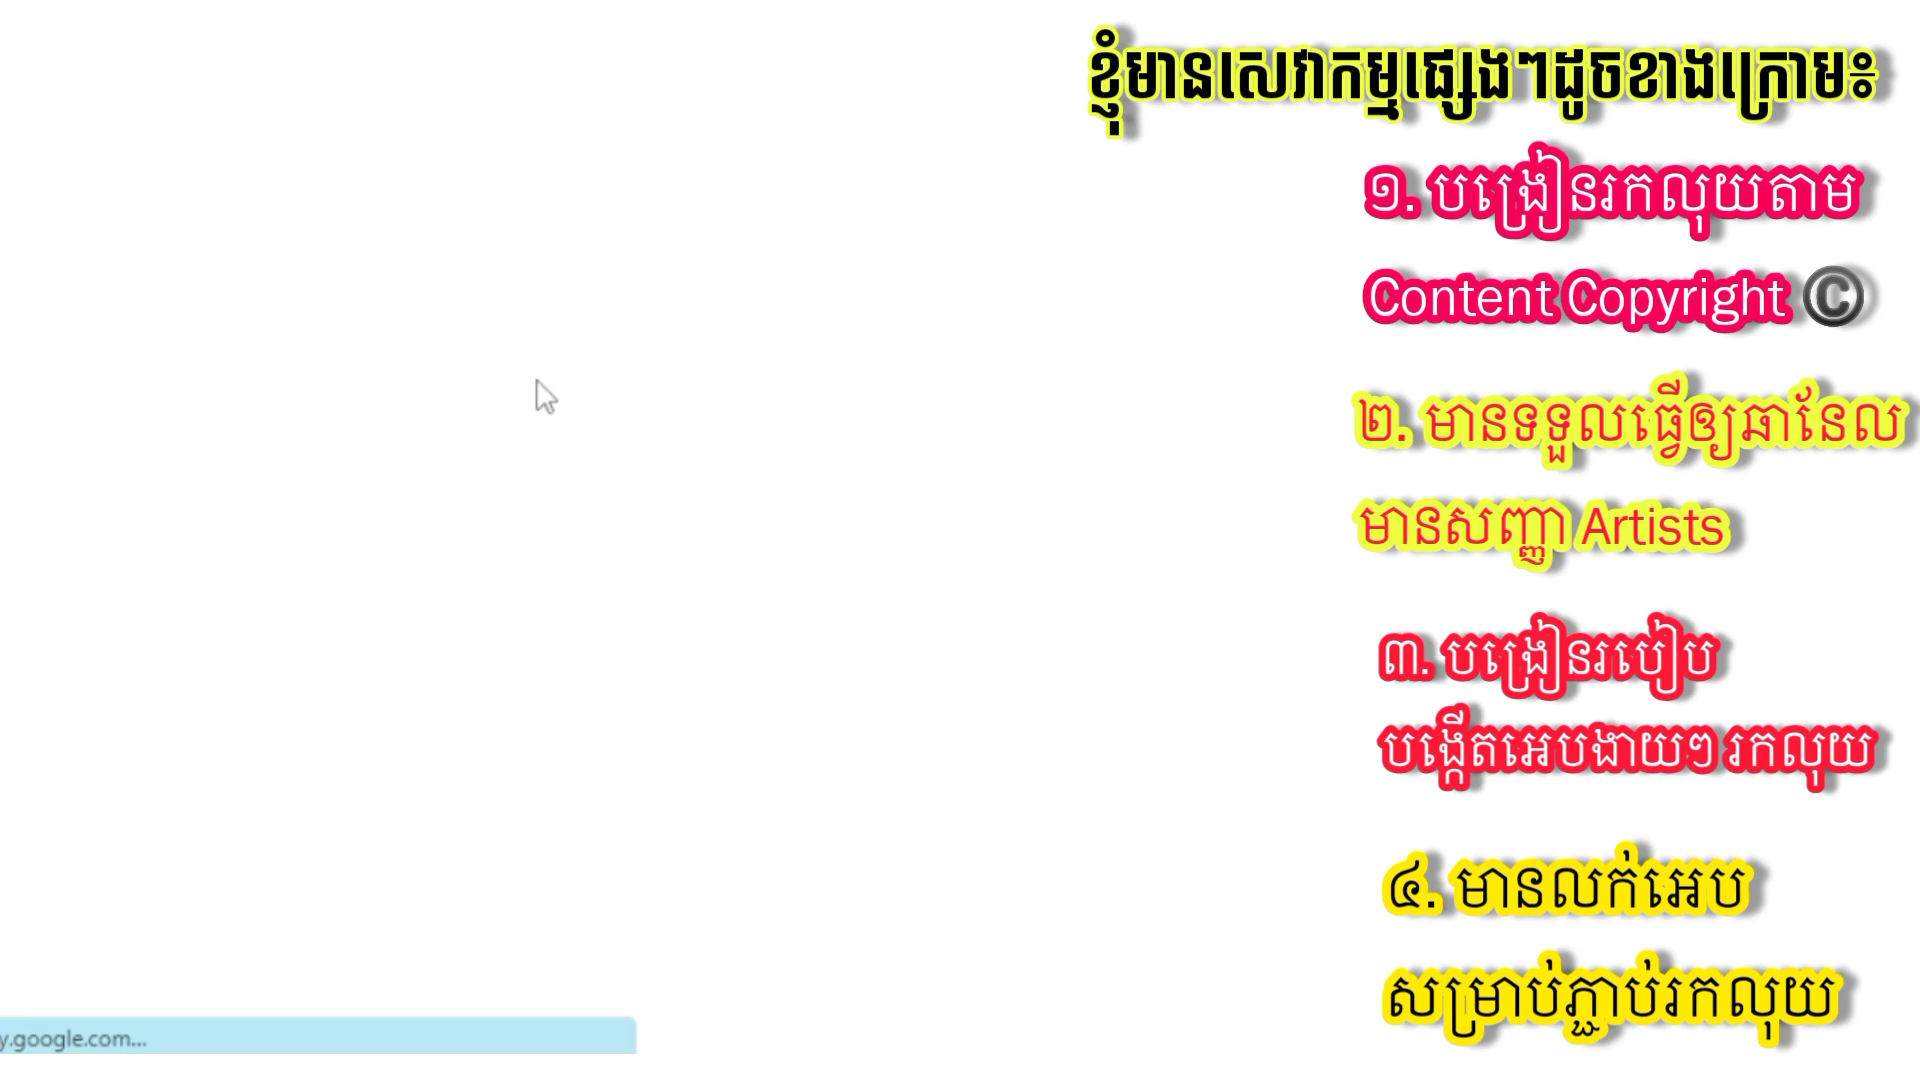 ខ្ញុំមានសេវាកម្មផ្សេងៗដូចខាងក្រោម៖
១. បង្រៀនរកលុយតាម
Content Copyright ©
២. មានទទួលធ្វើឲ្យឆានែល
មានសញ្ញា Artists
៣. បង្រៀនរបៀប
បង្កើតអេបងាយៗ រកលុយ
៤. មានលក់អេប
សម្រាប់ភ្ជាប់រកលុយ
y.google.com...